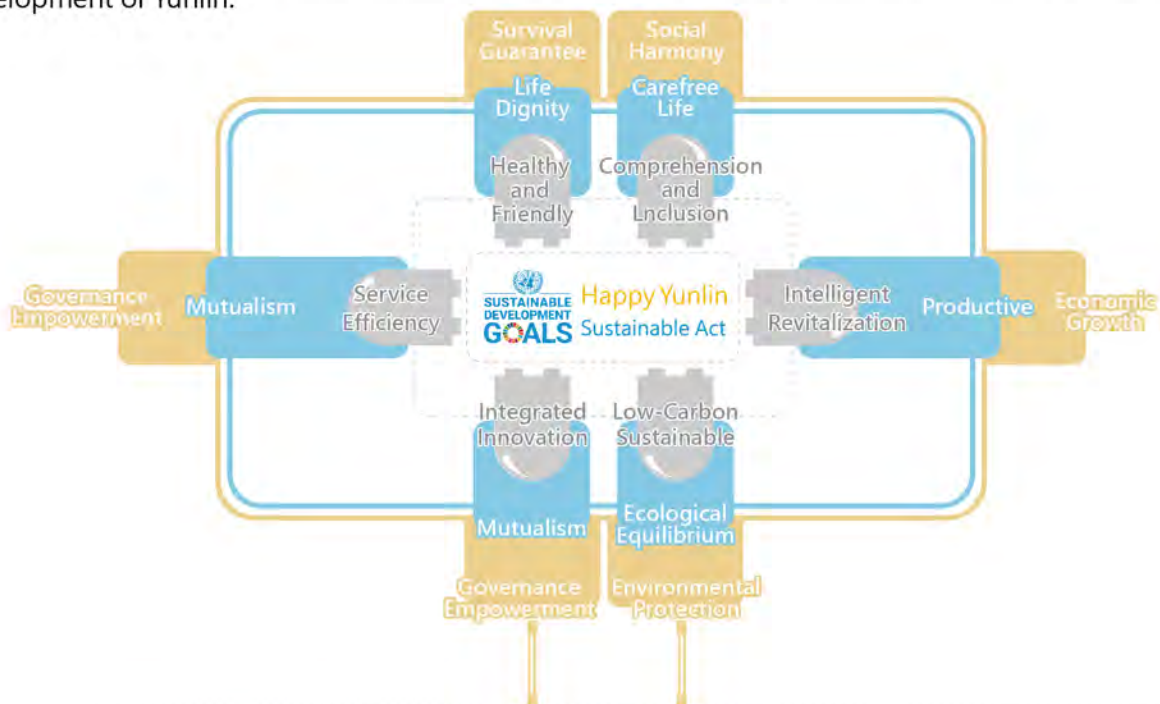 elopment of Yunlin.
Survival
Guarantee
Social
Harmony
Life
Dignity
Carefree
Life
Healthy
and
Friendly
Comprehension
and
Lnclusion
Governance
Empowerment
Mutualism
Service
Efficiency
SUSTAINABLE
DEVELOPMENT
GOALS
Happy Yunlin
Sustainable Act
Intelligent
Revitalization
Productive
Economic
Growth
Integrated
Innovation
Low-Carbon
Sustainable
Mutualism
Ecological
Equilibrium
Governance
Empowerment
Environmental
Protection